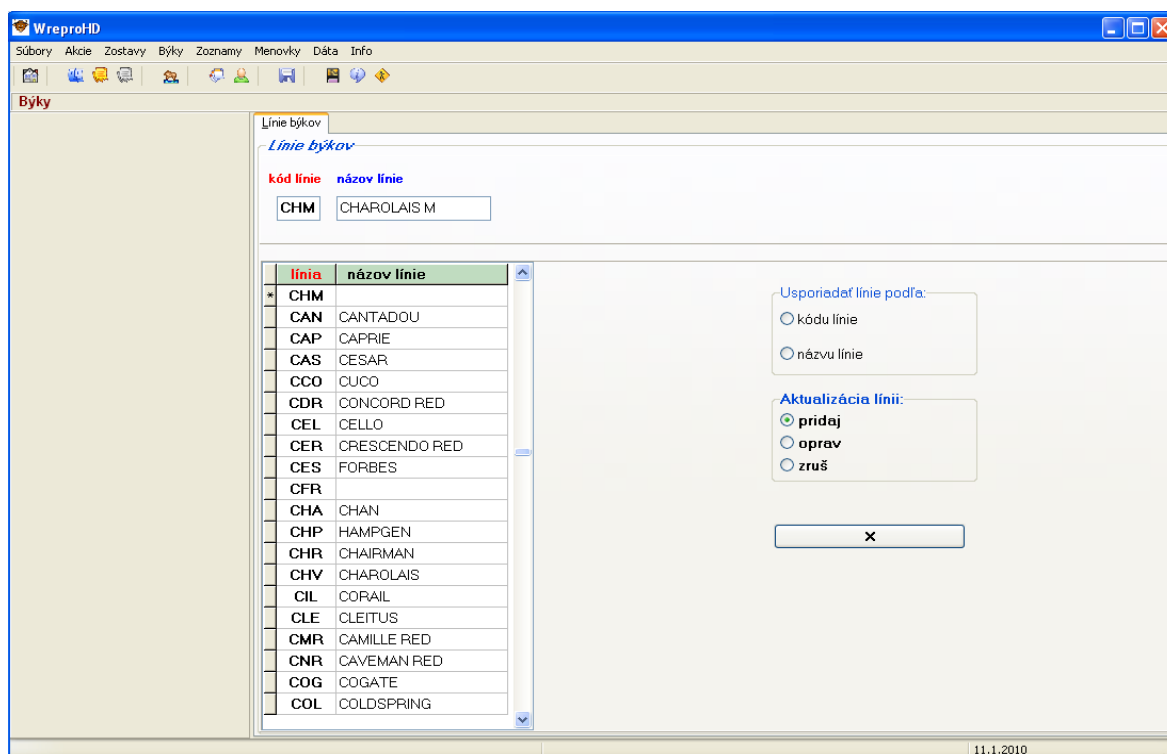 WreproHD
Súbory Akcie Zostavy Býky Zoznamy Menovky Dáta Info
Býky
Línie býkov
Línie býkov
kód línie názov línie
CHM CHAROLAIS M
línia názov línie
* CHM
CAN CANTADOU
CAP CAPRIE
CAS CESAR
CCO CUCO
CDR CONCORD RED
CEL CELLO
CER CRESCENDO RED
CES FORBES
CFR
CHA CHAN
CHP HAMPGEN
CHR CHAIRMAN
CHV CHAROLAIS
CIL CORAIL
CLE CLEITUS
CMR CAMILLE RED
CNR CAVEMAN RED
COG COGATE
COL COLDSPRING
Usporiadať línie podľa:
kódu línie
názvu línie
Aktualizácia línii:
pridaj
oprav
zruš
x
11.1.2010